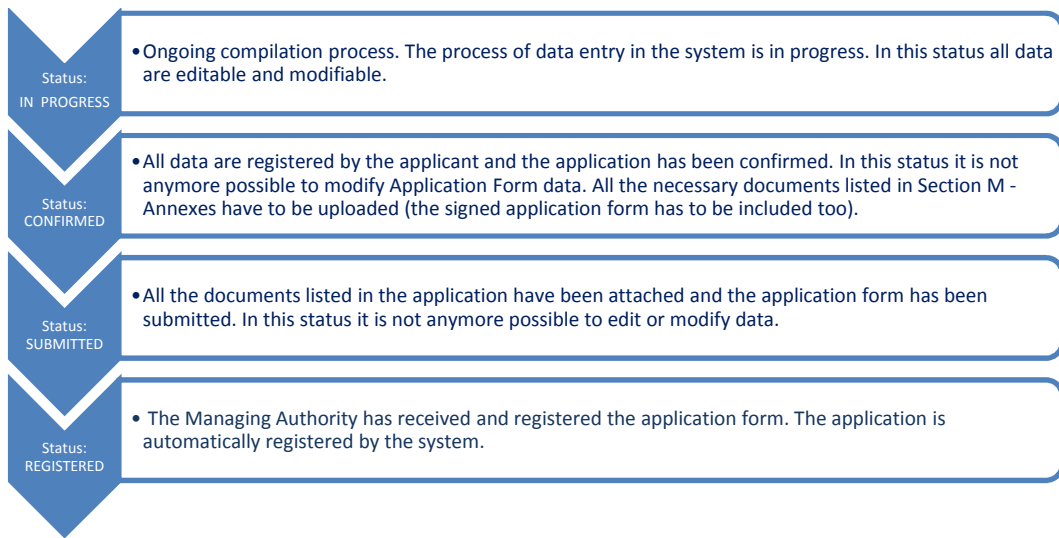 Status:
IN PROGRESS
•Ongoing compilation process. The process of data entry in the system is in progress. In this status all data
are editable and modifiable.
Status:
CONFIRMED
•All data are registered by the applicant and the application has been confirmed. In this status it is not
anymore possible to modify Application Form data. All the necessary documents listed in Section M -
Annexes have to be uploaded (the signed application form has to be included too).
Status:
SUBMITTED
•All the documents listed in the application have been attached and the application form has been
submitted. In this status it is not anymore possible to edit or modify data.
Status:
REGISTERED
• The Managing Authority has received and registered the application form. The application is
automatically registered by the system.